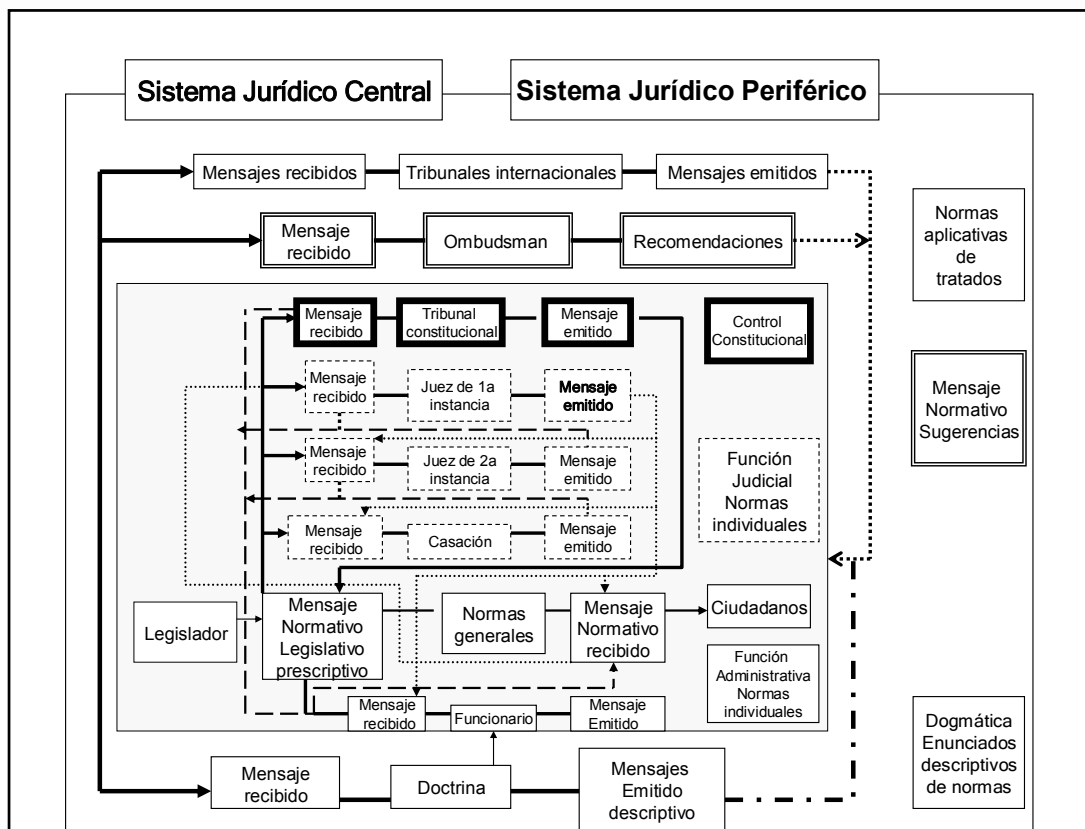 Sistema Jurídico Central
Sistema Jurídico Periférico
Mensajes recibidos
Tribunales internacionales
Mensajes emitidos
Normas
aplicativas
de
tratados
Mensaje
recibido
Ombudsman
Recomendaciones
Mensaje
recibido
Tribunal
constitucional
Mensaje
emitido
Control
Constitucional
Mensaje
recibido
Juez de 1a
instancia
Mensaje
emitido
Mensaje
Normativo
Sugerencias
Mensaje
recibido
Juez de 2a
instancia
Mensaje
emitido
Función
Judicial
Normas
individuales
Mensaje
recibido
Casación
Mensaje
emitido
Legislador
Mensaje
Normativo
Legislativo
prescriptivo
Normas
generales
Mensaje
Normativo
recibido
Ciudadanos
Función
Administrativa
Normas
individuales
Mensaje
recibido
Funcionario
Mensaje
Emitido
Dogmática
Enunciados
descriptivos
de normas
Mensaje
recibido
Doctrina
Mensajes
Emitido
descriptivo